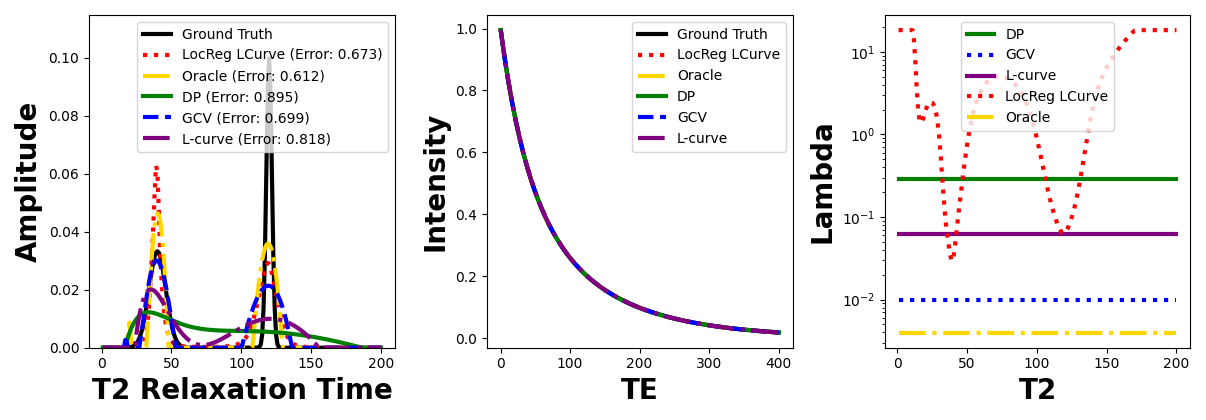 Amplitude
0.10
0.08
0.06
0.04
0.02
0.00
Ground Truth
LocReg LCurve (Error: 0.673)
Oracle (Error: 0.612)
DP (Error: 0.895)
GCV (Error: 0.699)
L-curve (Error: 0.818)
0 50 100 150 200
T2 Relaxation Time
Intensity
1.0
0.8
0.6
0.4
0.2
0.0
Ground Truth
LocReg LCurve
Oracle
DP
GCV
L-curve
0 100 200 300 400
TE
Lambda
10¹
10⁰
10⁻¹
10⁻²
DP
GCV
L-curve
LocReg LCurve
Oracle
0 50 100 150 200
T2